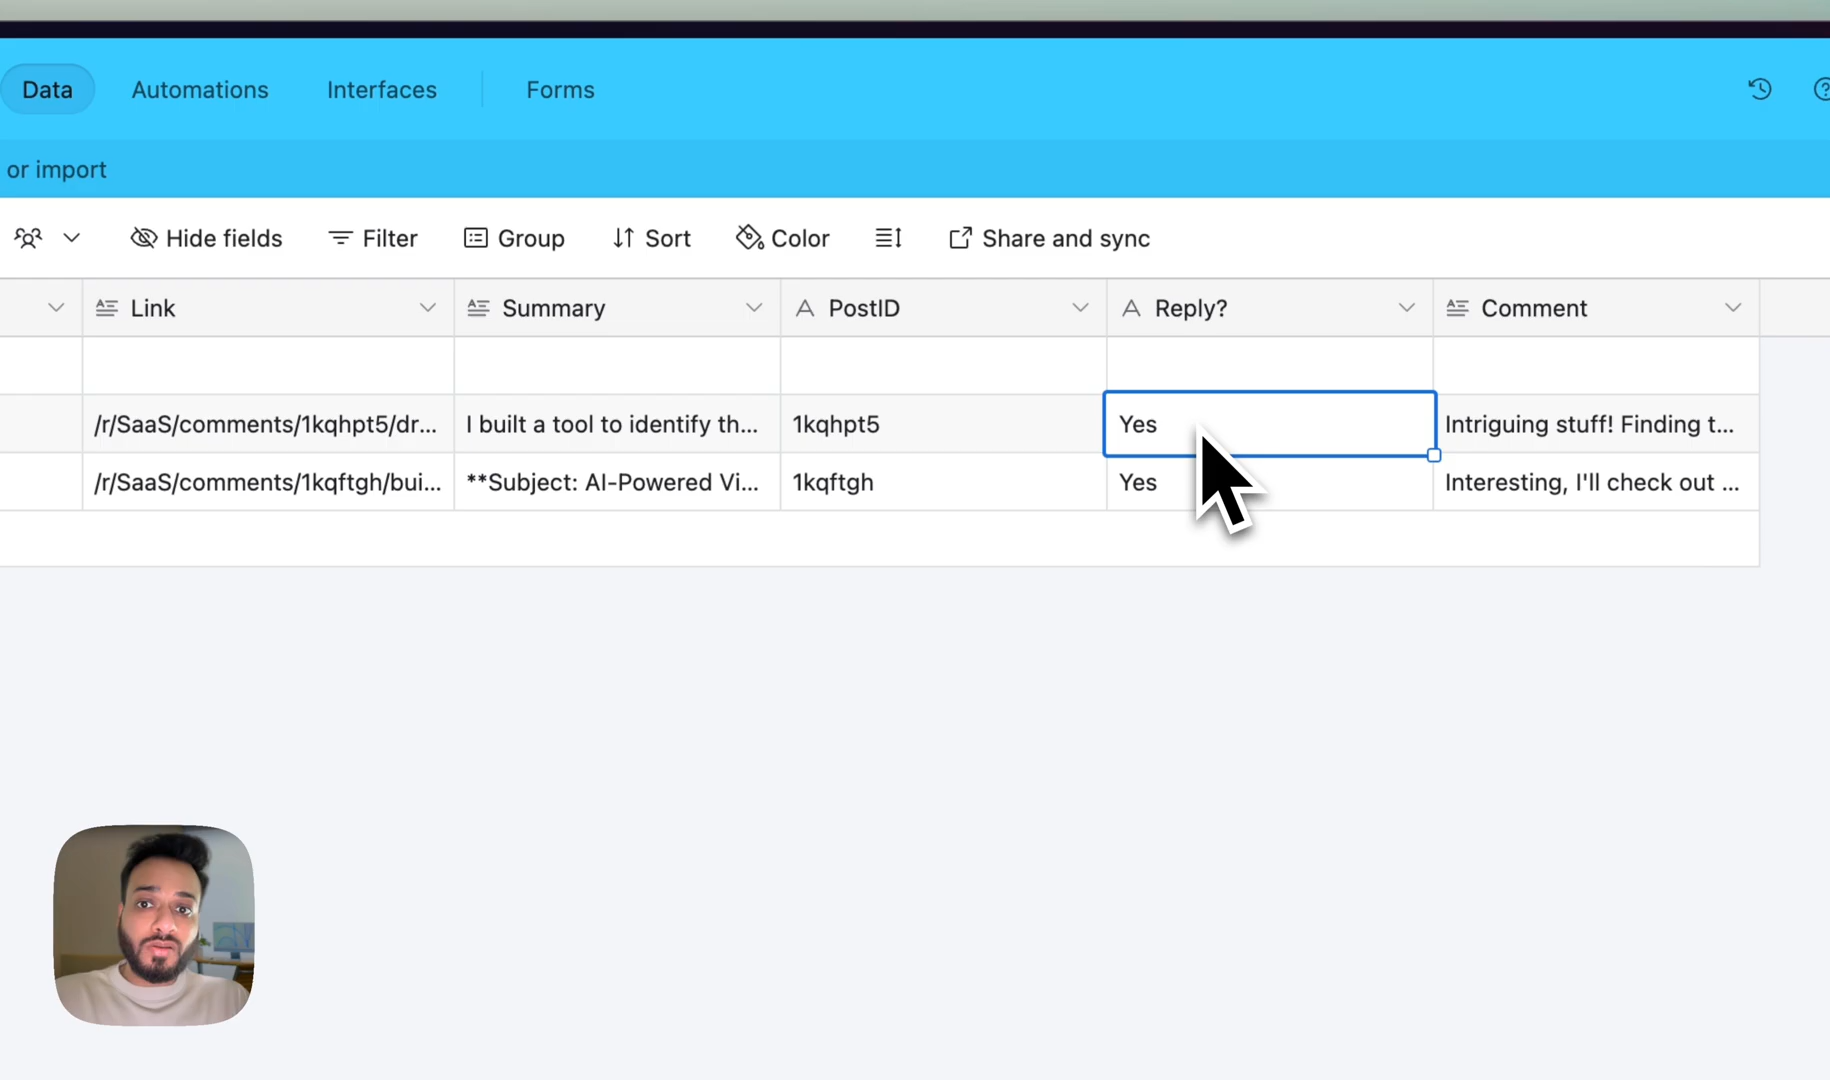 Data Automations Interfaces Forms
or import
Hide fields Filter Group Sort Color Share and sync
Link Summary PostID Reply? Comment
/r/SaaS/comments/1kqhpt5/dr... I built a tool to identify th... 1kqhpt5 Yes Intriguing stuff! Finding t...
/r/SaaS/comments/1kqftgh/bui... **Subject: AI-Powered Vi... 1kqftgh Yes Interesting, I'll check out ...